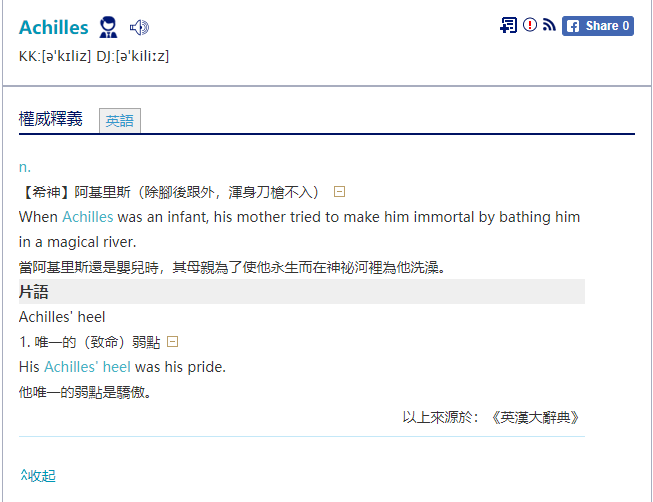 Achilles
Share 0
KK:[əˋkɪliz] DJ:[əˋkiliːz]
權威釋義
英語
n.
【希神】阿基里斯（除腳後跟外，渾身刀槍不入）
When Achilles was an infant, his mother tried to make him immortal by bathing him
in a magical river.
當阿基里斯還是嬰兒時，其母親為了使他永生而在神祕河裡為他洗澡。
片語
Achilles' heel
1. 唯一的（致命）弱點
His Achilles' heel was his pride.
他唯一的弱點是驕傲。
以上來源於：《英漢大辭典》
收起